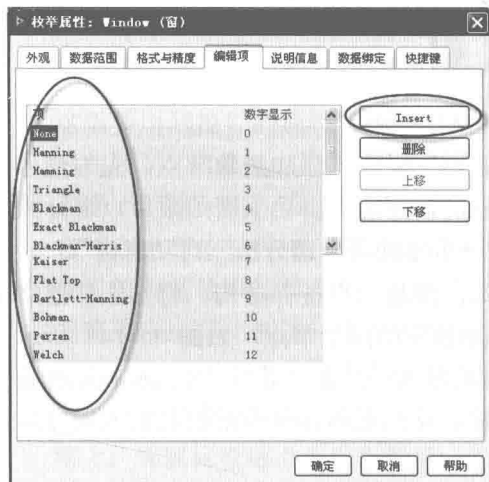 枚举属性: Window (窗)
外观 数据范围 格式与精度 编辑项 说明信息 数据绑定 快捷键
项 数字显示
None 0
Hanning 1
Hamming 2
Triangle 3
Blackman 4
Exact Blackman 5
Blackman-Harris 6
Kaiser 7
Flat Top 8
Bartlett-Hanning 9
Bohman 10
Parzen 11
Welch 12
Insert
删除
上移
下移
确定 取消 帮助